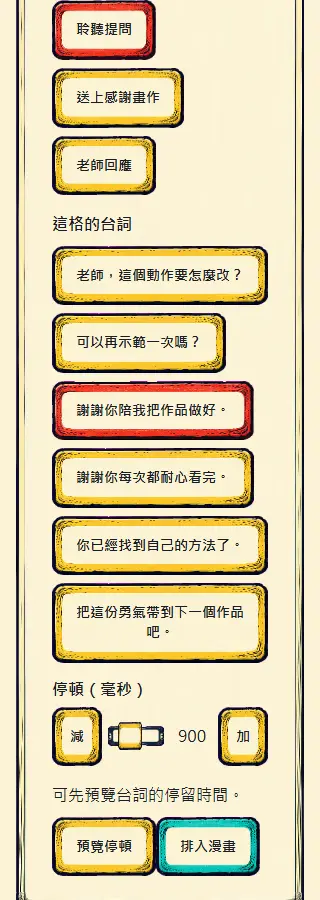 聆聽提問
送上感謝畫作
老師回應
這格的台詞
老師，這個動作要怎麼改？
可以再示範一次嗎？
謝謝你陪我把作品做好。
謝謝你每次都耐心看完。
你已經找到自己的方法了。
把這份勇氣帶到下一個作品
吧。
停頓（毫秒）
減 900 加
可先預覽台詞的停留時間。
預覽停頓 排入漫畫